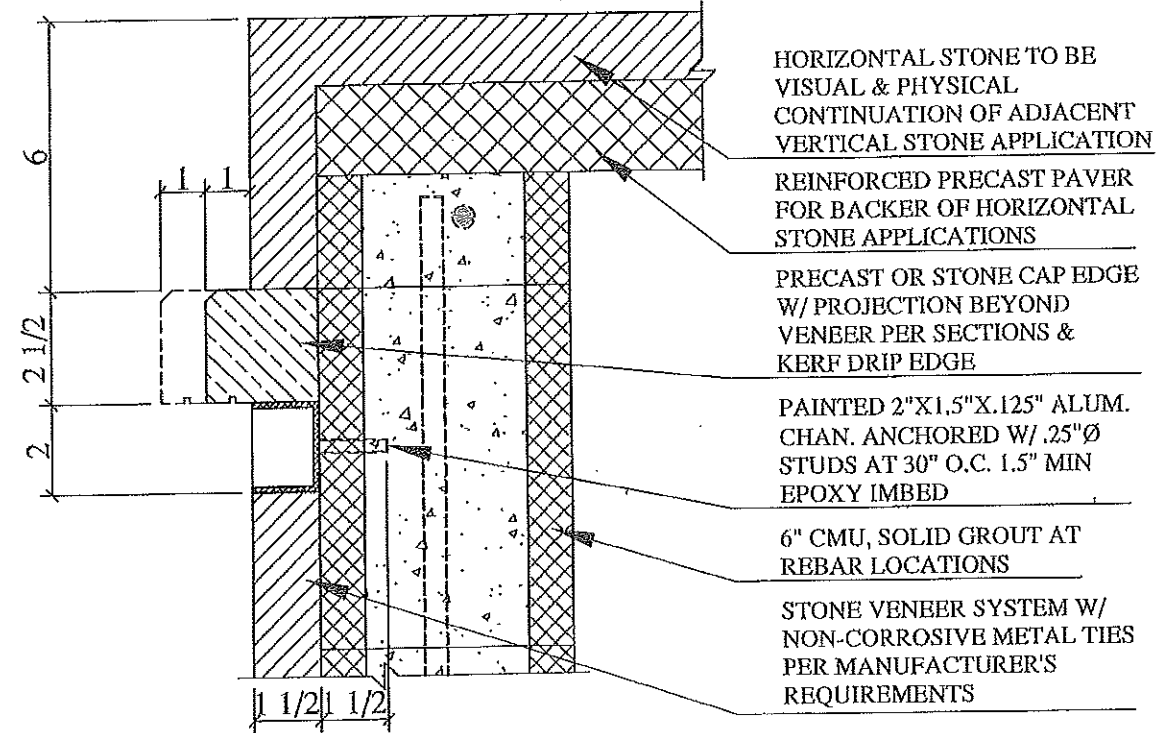 HORIZONTAL STONE TO BE
VISUAL & PHYSICAL
CONTINUATION OF ADJACENT
VERTICAL STONE APPLICATION
REINFORCED PRECAST PAVER
FOR BACKER OF HORIZONTAL
STONE APPLICATIONS
PRECAST OR STONE CAP EDGE
W/ PROJECTION BEYOND
VENEER PER SECTIONS &
KERF DRIP EDGE
PAINTED 2"X1.5"X.125" ALUM.
CHAN. ANCHORED W/ .25"Ø
STUDS AT 30" O.C. 1.5" MIN
EPOXY IMBED
6" CMU, SOLID GROUT AT
REBAR LOCATIONS
STONE VENEER SYSTEM W/
NON-CORROSIVE METAL TIES
PER MANUFACTURER'S
REQUIREMENTS
6
1 1
2 1/2
2
1 1/2 1 1/2